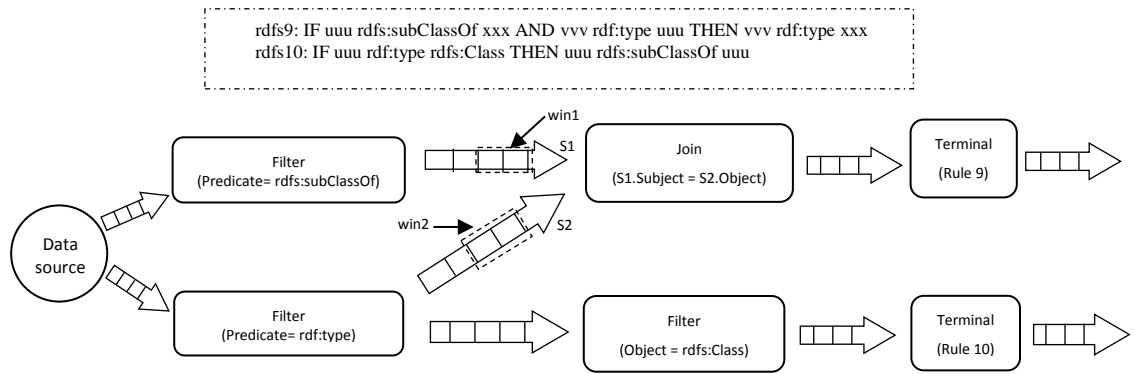 rdfs9: IF uuu rdfs:subClassOf xxx AND vvv rdf:type uuu THEN vvv rdf:type xxx
rdfs10: IF uuu rdf:type rdfs:Class THEN uuu rdfs:subClassOf uuu
win1
S1
Filter
(Predicate= rdfs:subClassOf)
Join
(S1.Subject = S2.Object)
Terminal
(Rule 9)
win2
S2
Data
source
Filter
(Predicate= rdf:type)
Filter
(Object = rdfs:Class)
Terminal
(Rule 10)